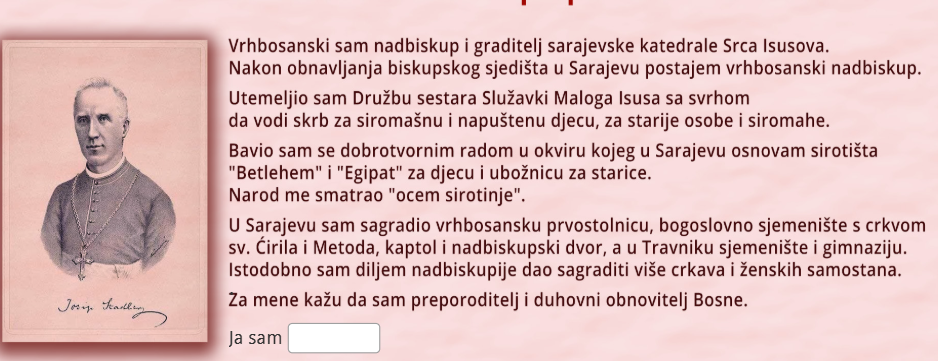 Vrhbosanski sam nadbiskup i graditelj sarajevske katedrale Srca Isusova.
Nakon obnavljanja biskupskog sjedišta u Sarajevu postajem vrhbosanski nadbiskup.
Utemeljio sam Družbu sestara Služavki Maloga Isusa sa svrhom
da vodi skrb za siromašnu i napuštenu djecu, za starije osobe i siromahe.
Bavio sam se dobrotvornim radom u okviru kojeg u Sarajevu osnovam sirotišta
"Betlehem" i "Egipat" za djecu i ubožnicu za starice.
Narod me smatrao "ocem sirotinje".
U Sarajevu sam sagradio vrhbosansku prvostolnicu, bogoslovno sjemenište s crkvom
sv. Ćirila i Metoda, kaptol i nadbiskupski dvor, a u Travniku sjemenište i gimnaziju.
Istodobno sam diljem nadbiskupije dao sagraditi više crkava i ženskih samostana.
Za mene kažu da sam preporoditelj i duhovni obnovitelj Bosne.
Ja sam
Josip Stadler